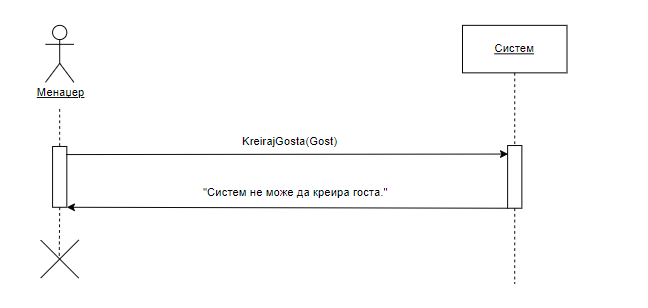 Систем
Менаџер
KreirajGosta(Gost)
"Систем не може да креира госта."